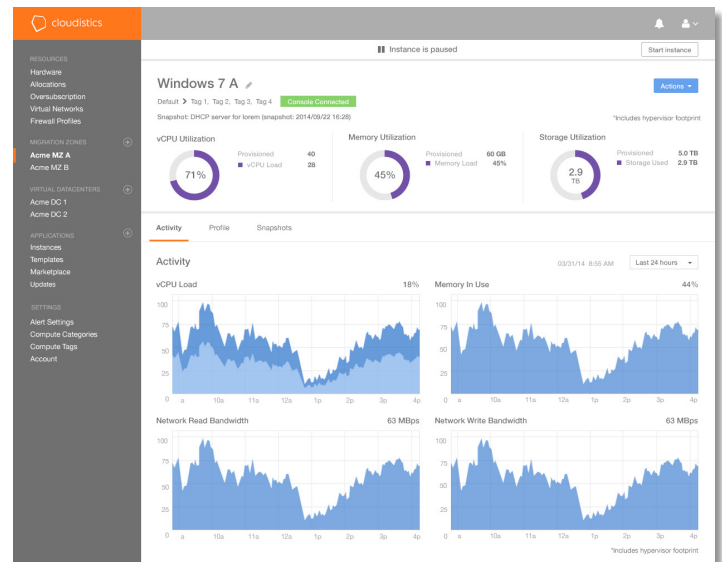 cloudistics
Instance is paused
Start instance
RESOURCES
Hardware
Allocations
Oversubscription
Virtual Networks
Firewall Profiles
MIGRATION ZONES
Acme MZ A
Acme MZ B
VIRTUAL DATACENTERS
Acme DC 1
Acme DC 2
APPLICATIONS
Instances
Templates
Marketplace
Updates
SETTINGS
Alert Settings
Compute Categories
Compute Tags
Account
Windows 7 A
Actions
Default > Tag 1, Tag 2, Tag 3, Tag 4 Console Connected
Snapshot: DHCP server for lorem (snapshot: 2014/09/22 16:28)
*Includes hypervisor footprint
vCPU Utilization
71%
Provisioned 40
vCPU Load 28
Memory Utilization
45%
Provisioned 60 GB
Memory Load 45%
Storage Utilization
2.9
TB
Provisioned 5.0 TB
Storage Used 2.9 TB
Activity Profile Snapshots
Activity
03/31/14 8:55 AM Last 24 hours
vCPU Load 18%
100
75
50
25
0 a 10a 11a 12a 1p 2p 3p 4p
Memory In Use 44%
100
75
50
25
0 a 10a 11a 12a 1p 2p 3p 4p
Network Read Bandwidth 63 MBps
100
75
50
25
0 a 10a 11a 12a 1p 2p 3p 4p
Network Write Bandwidth 63 MBps
100
75
50
25
0 a 10a 11a 12a 1p 2p 3p 4p
*Includes hypervisor footprint